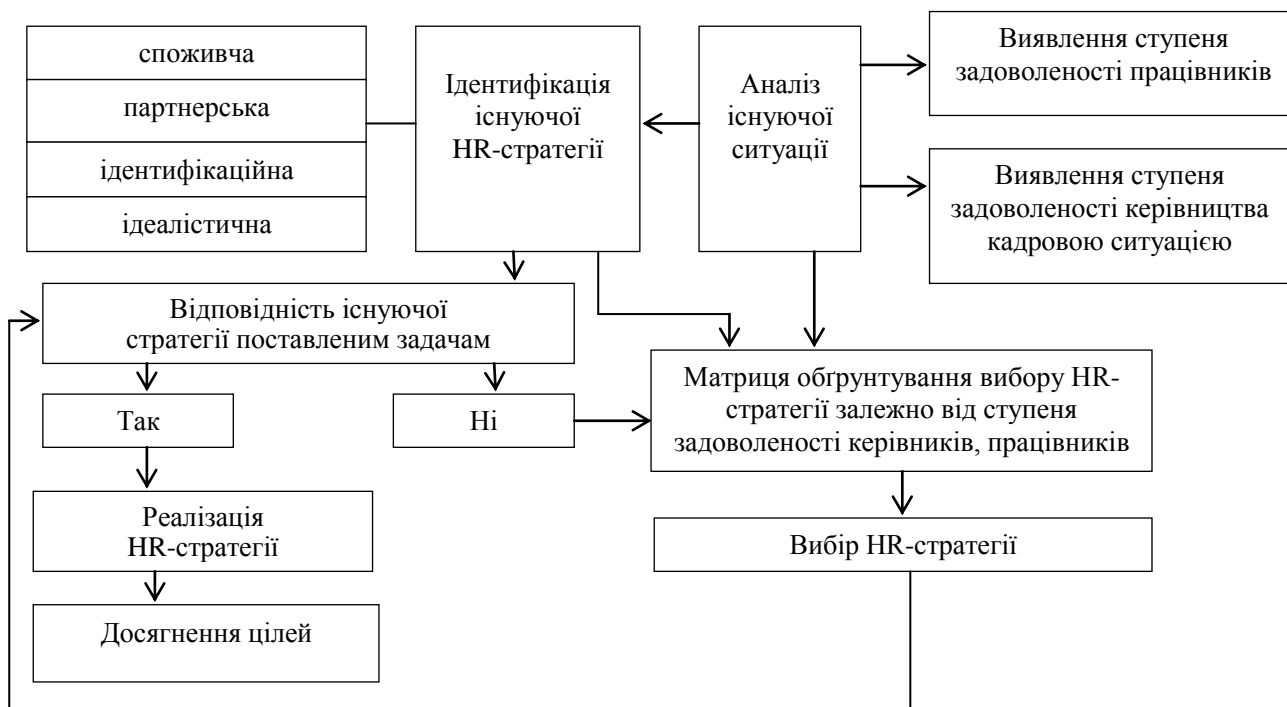 споживча
партнерська
ідентифікаційна
ідеалістична
Ідентифікація
існуючої
HR-стратегії
Аналіз
існуючої
ситуації
Виявлення ступеня
задоволеності працівників
Виявлення ступеня
задоволеності керівництва
кадровою ситуацією
Відповідність існуючої
стратегії поставленим задачам
Так
Ні
Матриця обґрунтування вибору HR-
стратегії залежно від ступеня
задоволеності керівників, працівників
Реалізація
HR-стратегії
Вибір HR-стратегії
Досягнення цілей